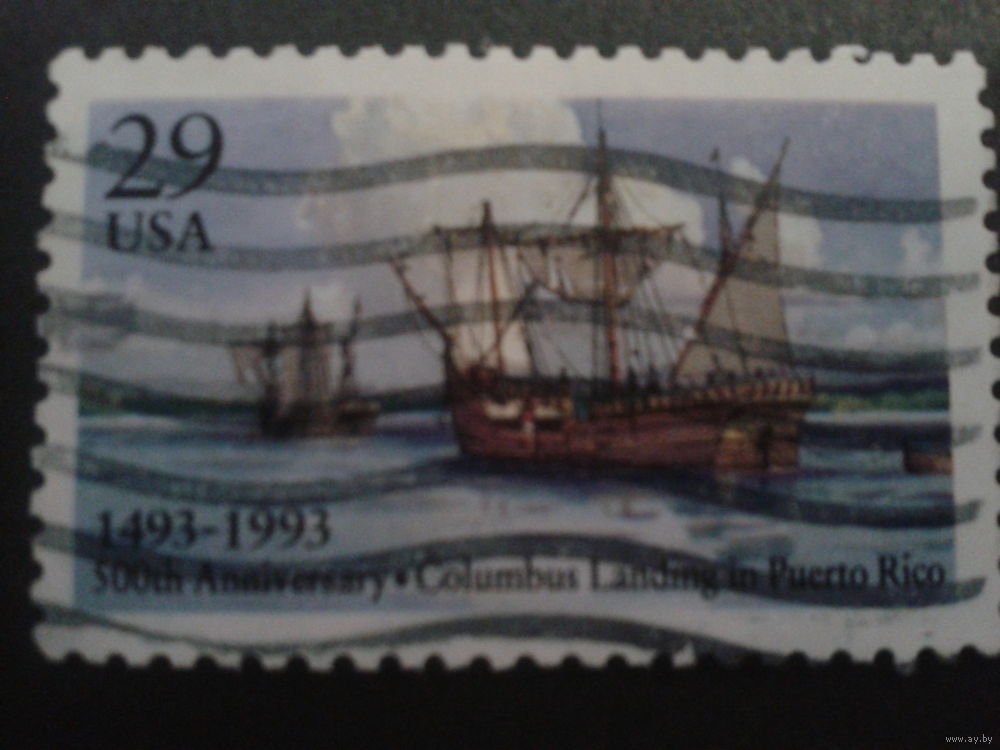 29
USA
1493-1993
500th Anniversary • Columbus Landing in Puerto Rico
www.ay.by